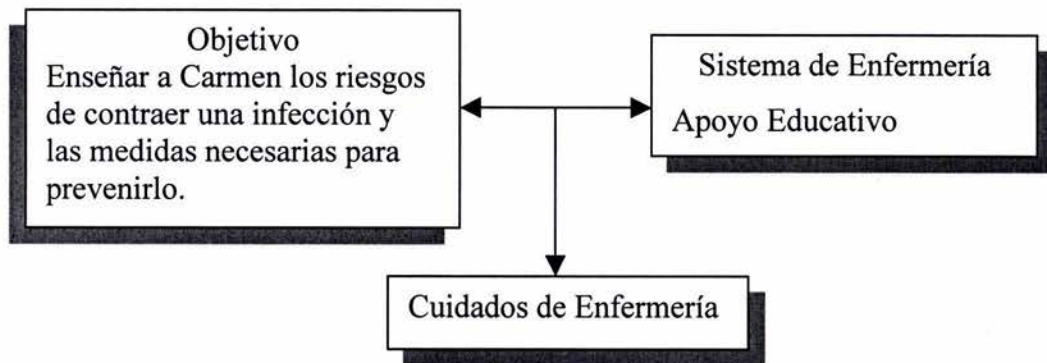 Objetivo
Enseñar a Carmen los riesgos
de contraer una infección y
las medidas necesarias para
prevenirlo.
Sistema de Enfermería
Apoyo Educativo
Cuidados de Enfermería